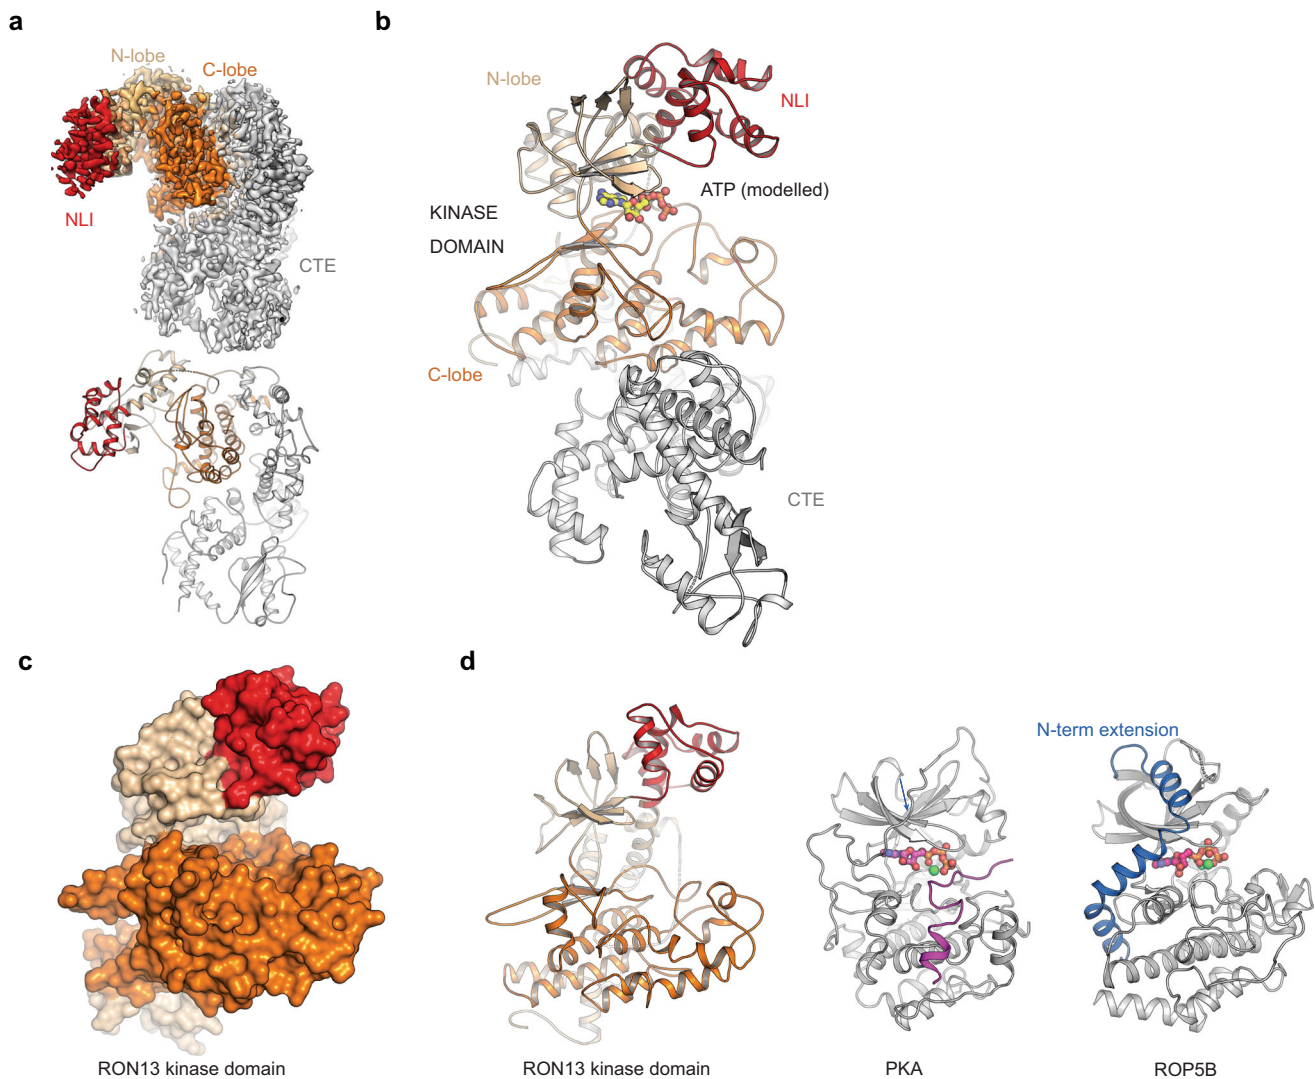 a
N-lobe
C-lobe
NLI
CTE
b
N-lobe
NLI
ATP (modelled)
KINASE
DOMAIN
C-lobe
CTE
c
RON13 kinase domain
d
N-term extension
RON13 kinase domain
PKA
ROP5B